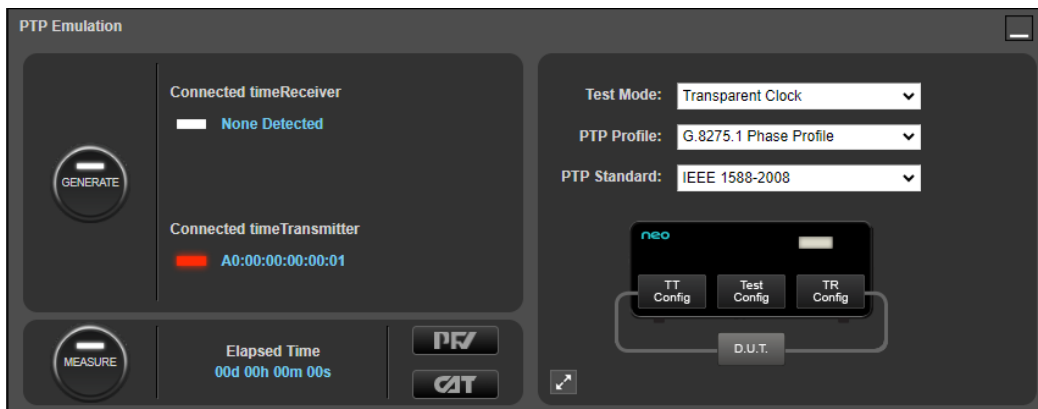 PTP Emulation
Connected timeReceiver
None Detected
GENERATE
Connected timeTransmitter
A0:00:00:00:00:01
MEASURE
Elapsed Time
00d 00h 00m 00s
PFV
CAT
Test Mode: Transparent Clock
PTP Profile: G.8275.1 Phase Profile
PTP Standard: IEEE 1588-2008
neo
TT Config
Test Config
TR Config
D.U.T.